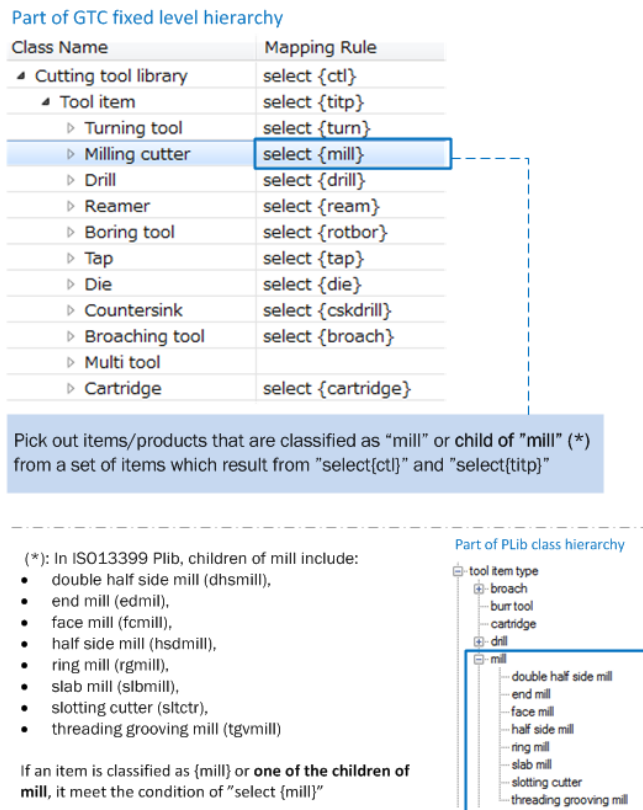 Part of GTC fixed level hierarchy
Class Name Mapping Rule
Cutting tool library select {ctl}
Tool item select {titp}
Turning tool select {turn}
Milling cutter select {mill}
Drill select {drill}
Reamer select {ream}
Boring tool select {rotbor}
Tap select {tap}
Die select {die}
Countersink select {cskdrill}
Broaching tool select {broach}
Multi tool
Cartridge select {cartridge}
Pick out items/products that are classified as “mill” or child of ”mill” (*)
from a set of items which result from ”select{ctl}” and ”select{titp}”
(*): In ISO13399 Plib, children of mill include:
• double half side mill (dhsmill),
• end mill (edmil),
• face mill (fcmill),
• half side mill (hsdmill),
• ring mill (rgmill),
• slab mill (slbmill),
• slotting cutter (sltctr),
• threading grooving mill (tgvmill)
If an item is classified as {mill} or one of the children of
mill, it meet the condition of ”select {mill}”
Part of PLib class hierarchy
tool item type
broach
burr tool
cartridge
drill
mill
double half side mill
end mill
face mill
half side mill
ring mill
slab mill
slotting cutter
threading grooving mill